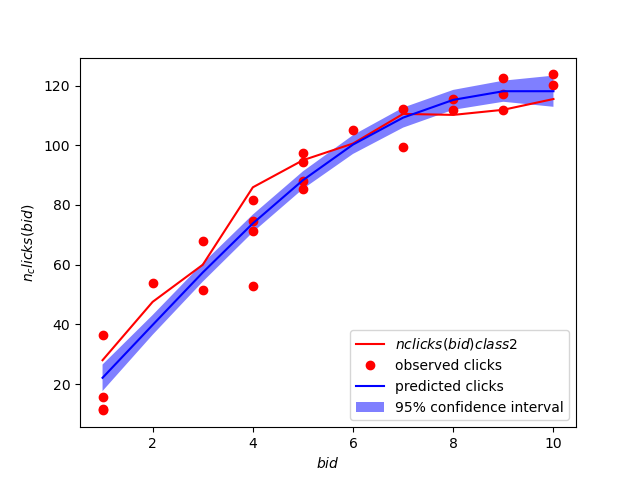 120
100
80
60
40
20
n_clicks(bid)
2
4
6
8
10
bid
nclicks(bid)class2
observed clicks
predicted clicks
95% confidence interval